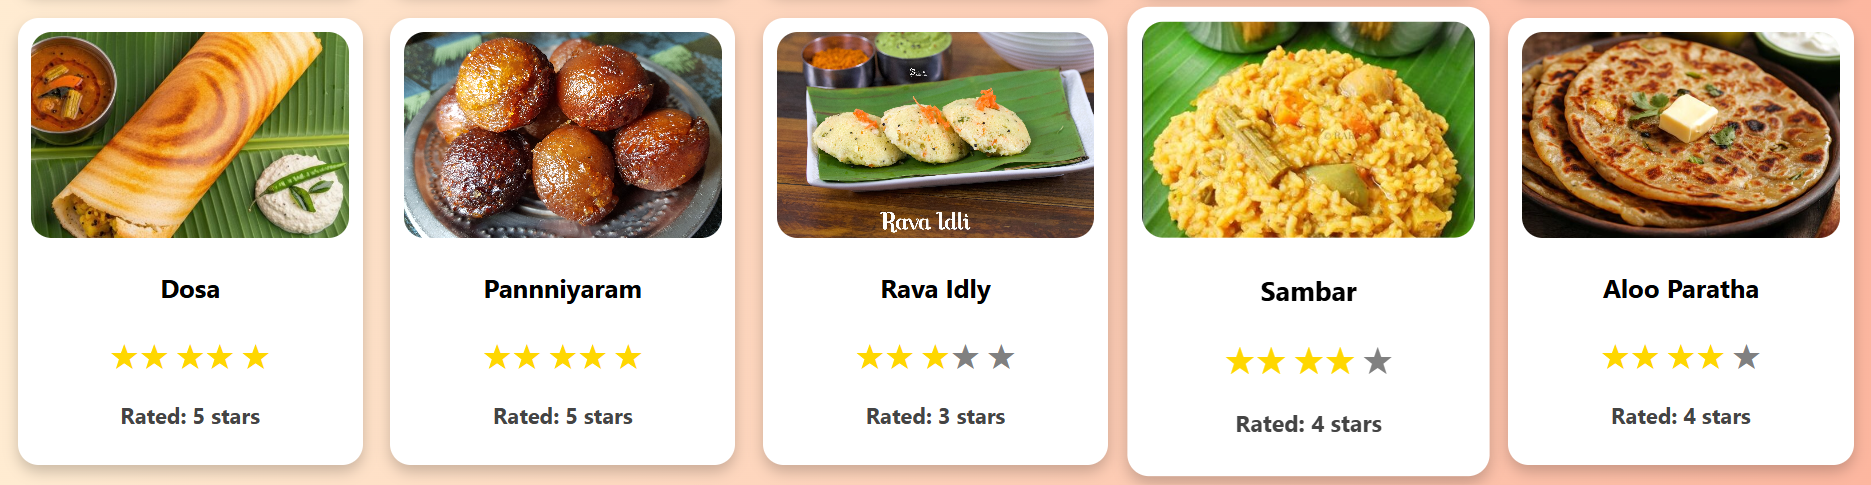 Rava Idli
Dosa
Pannniyaram
Rava Idly
Sambar
Aloo Paratha
★★ ★★ ★
★★ ★★ ★
★★ ★★ ★
★★ ★★ ★
★★ ★★ ★
Rated: 5 stars
Rated: 5 stars
Rated: 3 stars
Rated: 4 stars
Rated: 4 stars